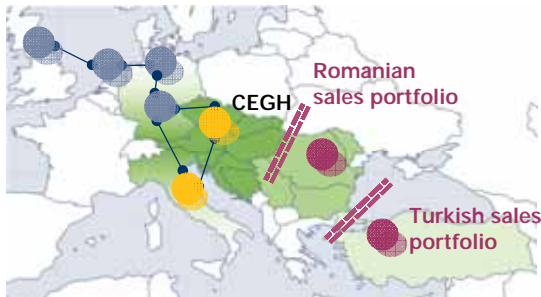 Romanian
sales portfolio
CEGH
Turkish sales
portfolio